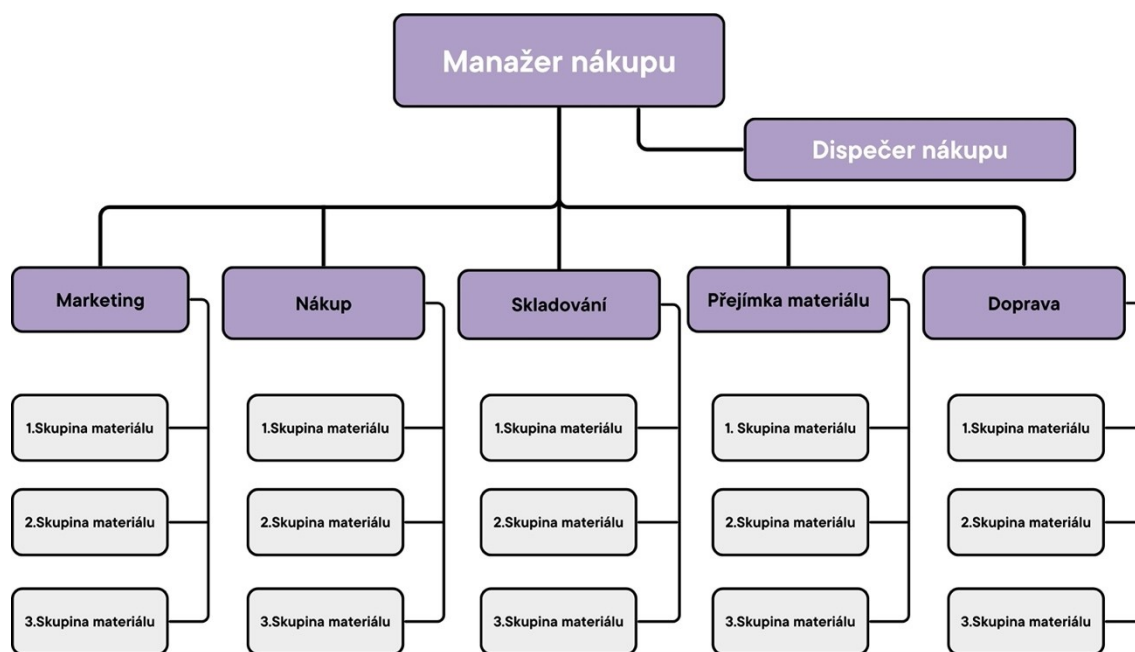 Manažer nákupu
Dispečer nákupu
Marketing
Nákup
Skladování
Přejímka materiálu
Doprava
1.Skupina materiálu
1.Skupina materiálu
1.Skupina materiálu
1. Skupina materiálu
1.Skupina materiálu
2.Skupina materiálu
2.Skupina materiálu
2.Skupina materiálu
2.Skupina materiálu
2.Skupina materiálu
3.Skupina materiálu
3.Skupina materiálu
3.Skupina materiálu
3.Skupina materiálu
3.Skupina materiálu